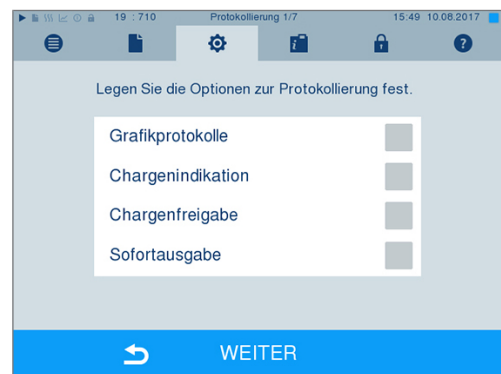 19 : 710 Protokollierung 1/7 15:49 10.08.2017
Legen Sie die Optionen zur Protokollierung fest.
Grafikprotokolle
Chargenindikation
Chargenfreigabe
Sofortausgabe
WEITER